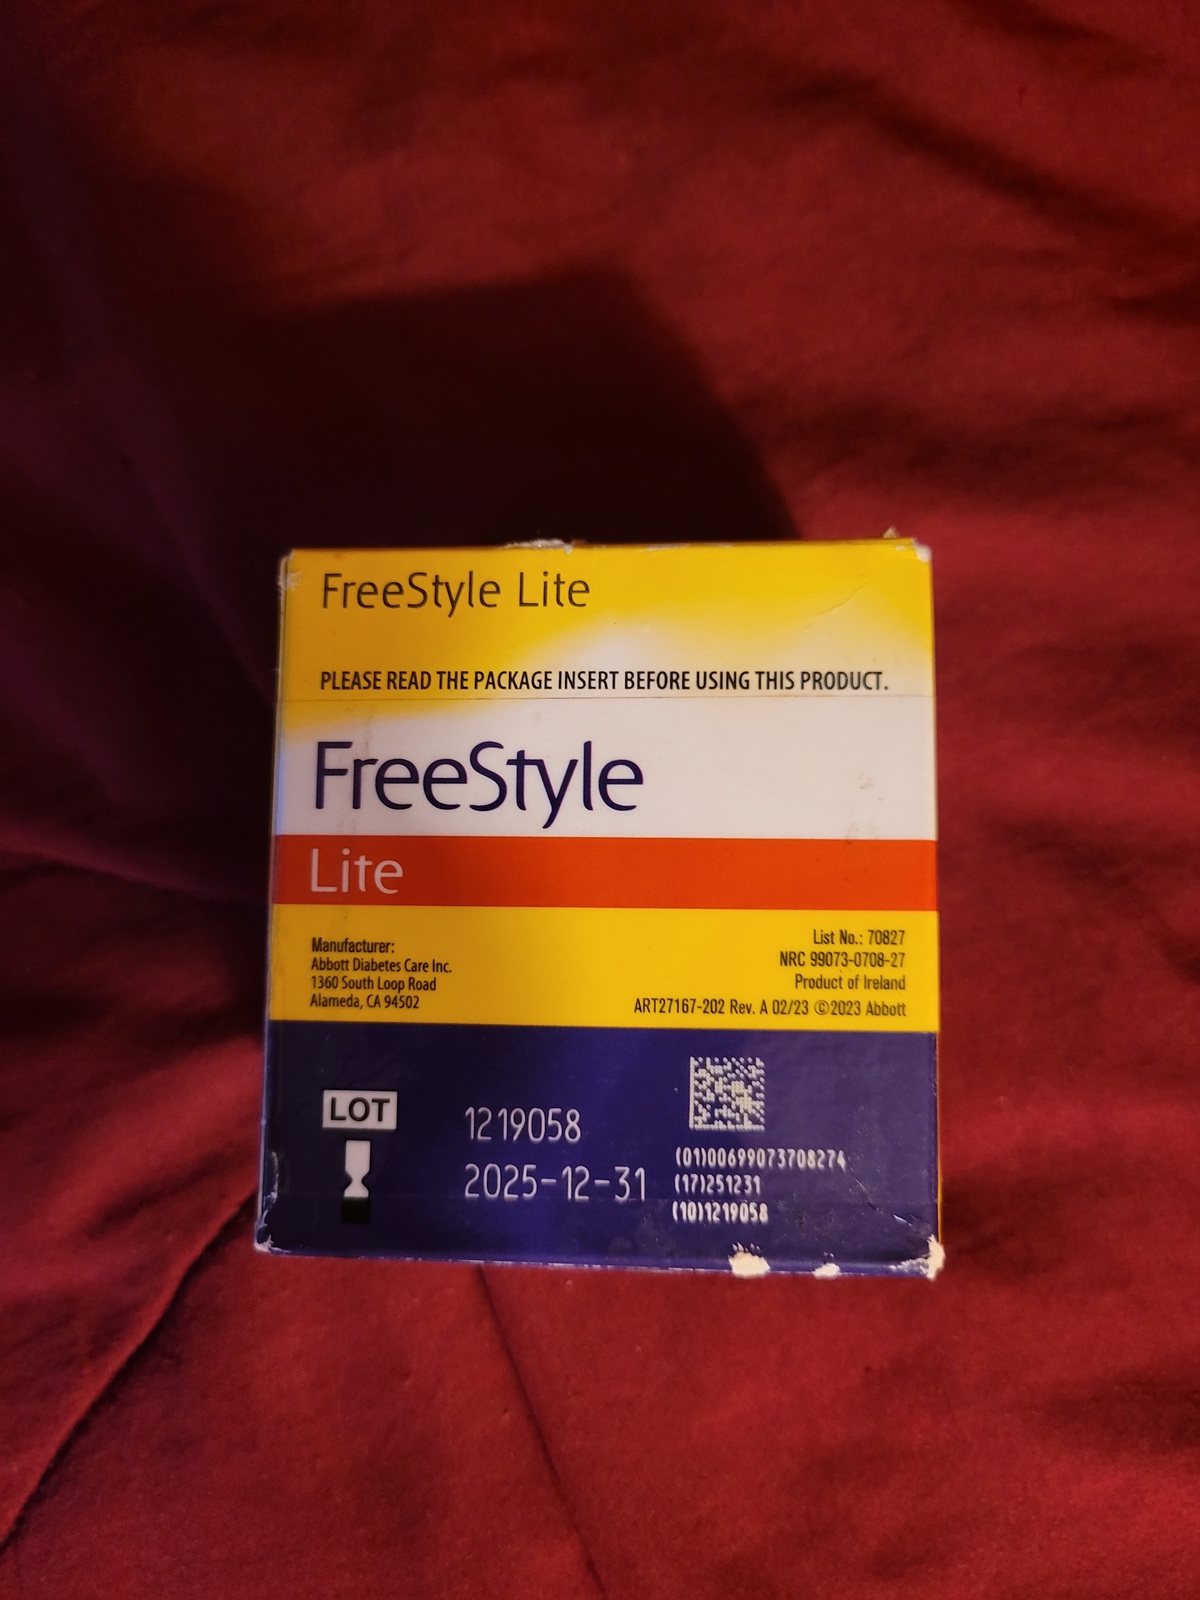 FreeStyle Lite
PLEASE READ THE PACKAGE INSERT BEFORE USING THIS PRODUCT.
FreeStyle
Lite
Manufacturer:
Abbott Diabetes Care Inc.
1360 South Loop Road
Alameda, CA 94502
List No.: 70827
NRC 99073-0708-27
Product of Ireland
ART27167-202 Rev. A 02/23 ©2023 Abbott
LOT 1219058
2025-12-31
(01)00699073708274
(17)251231
(10)1219058